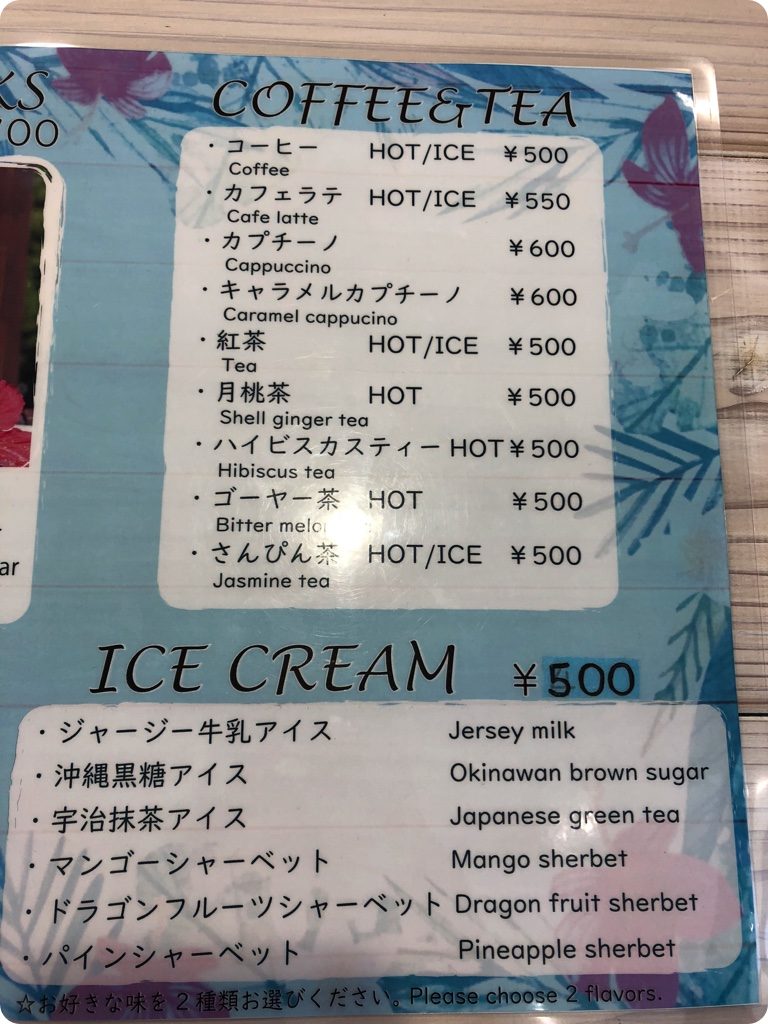 KS
700
ar
COFFEE&TEA
・コーヒー HOT/ICE ¥500
Coffee
・カフェラテ HOT/ICE ¥550
Cafe latte
・カプチーノ ¥600
Cappuccino
・キャラメルカプチーノ ¥600
Caramel cappucino
・紅茶 HOT/ICE ¥500
Tea
・月桃茶 HOT ¥500
Shell ginger tea
・ハイビスカスティー HOT ¥500
Hibiscus tea
・ゴーヤー茶 HOT ¥500
Bitter
・さんぴん茶 HOT/ICE ¥500
Jasmine tea
ICE CREAM ¥500
・ジャージー牛乳アイス Jersey milk
・沖縄黒糖アイス Okinawan brown sugar
・宇治抹茶アイス Japanese green tea
・マンゴーシャーベット Mango sherbet
・ドラゴンフルーツシャーベット Dragon fruit sherbet
・パインシャーベット Pineapple sherbet
☆お好きな味を2種類お選びください。Please choose 2 flavors.